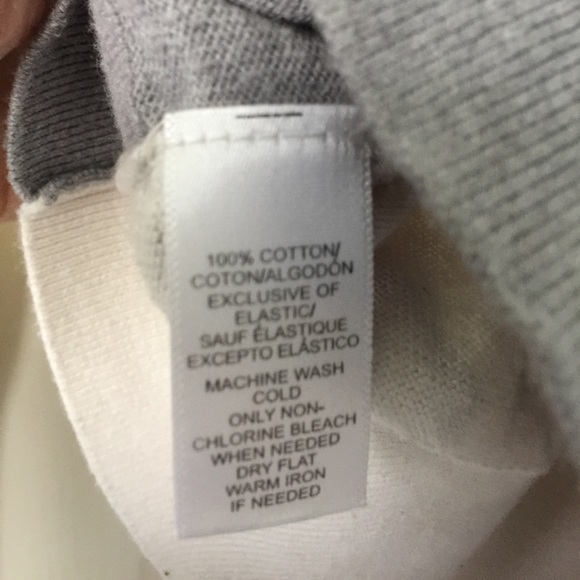 100% COTTON/
COTON/ALGODÓN
EXCLUSIVE OF
ELASTIC/
SAUF ÉLASTIQUE
EXCEPTO ELÁSTICO
MACHINE WASH
COLD
ONLY NON-
CHLORINE BLEACH
WHEN NEEDED
DRY FLAT
WARM IRON
IF NEEDED